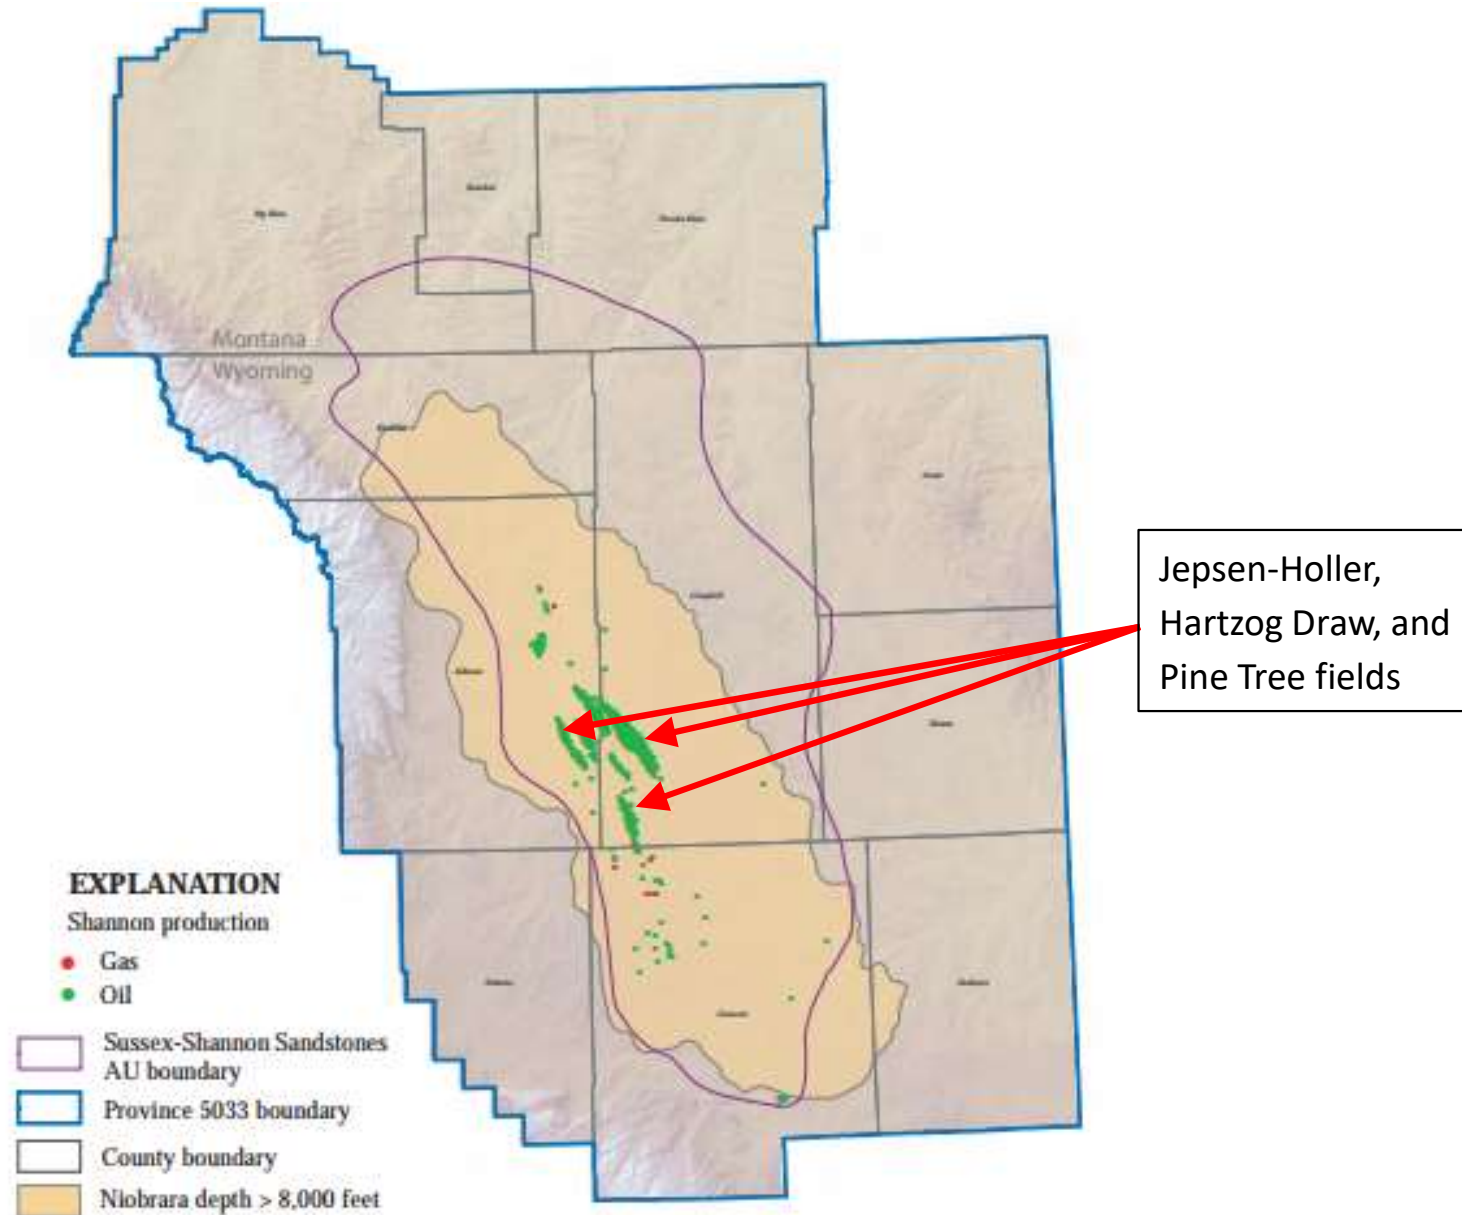 Montana
Wyoming
Jepsen-Holler,
Hartzog Draw, and
Pine Tree fields
EXPLANATION
Shannon production
Gas
Oil
Sussex-Shannon Sandstones
AU boundary
Province 5033 boundary
County boundary
Niobrara depth > 8,000 feet